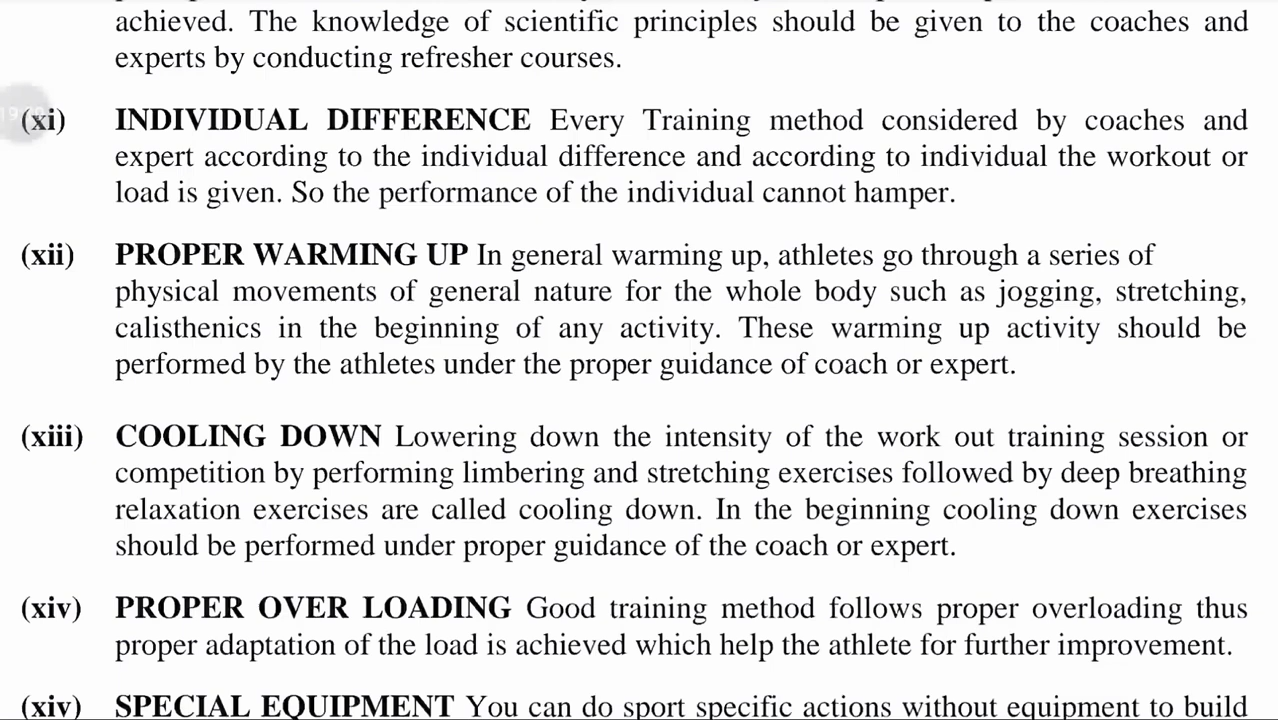 achieved. The knowledge of scientific principles should be given to the coaches and
experts by conducting refresher courses.
(xi) INDIVIDUAL DIFFERENCE Every Training method considered by coaches and
expert according to the individual difference and according to individual the workout or
load is given. So the performance of the individual cannot hamper.
(xii) PROPER WARMING UP In general warming up, athletes go through a series of
physical movements of general nature for the whole body such as jogging, stretching,
calisthenics in the beginning of any activity. These warming up activity should be
performed by the athletes under the proper guidance of coach or expert.
(xiii) COOLING DOWN Lowering down the intensity of the work out training session or
competition by performing limbering and stretching exercises followed by deep breathing
relaxation exercises are called cooling down. In the beginning cooling down exercises
should be performed under proper guidance of the coach or expert.
(xiv) PROPER OVER LOADING Good training method follows proper overloading thus
proper adaptation of the load is achieved which help the athlete for further improvement.
(xiv) SPECIAL EQUIPMENT You can do sport specific actions without equipment to build